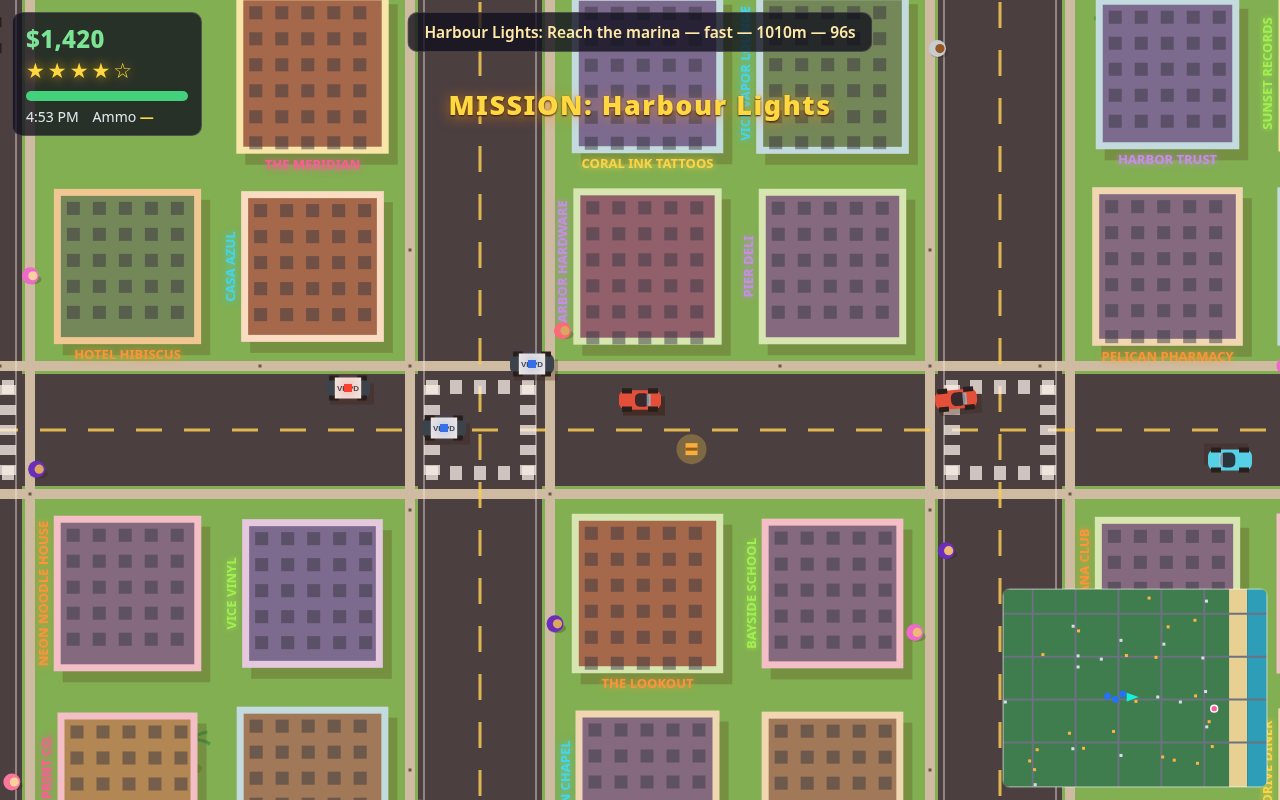 $1,420
★★★★☆
4:53 PM Ammo —
Harbour Lights: Reach the marina — fast — 1010m — 96s
MISSION: Harbour Lights
THE MERIDIAN
CORAL INK TATTOOS
HARBOR TRUST
SUNSET RECORDS
CASA AZUL
ARBOR HARDWARE
PIER DELI
HOTEL HIBISCUS
PELICAN PHARMACY
NEON NOODLE HOUSE
VICE VINYL
BAYSIDE SCHOOL
THE LOOKOUT